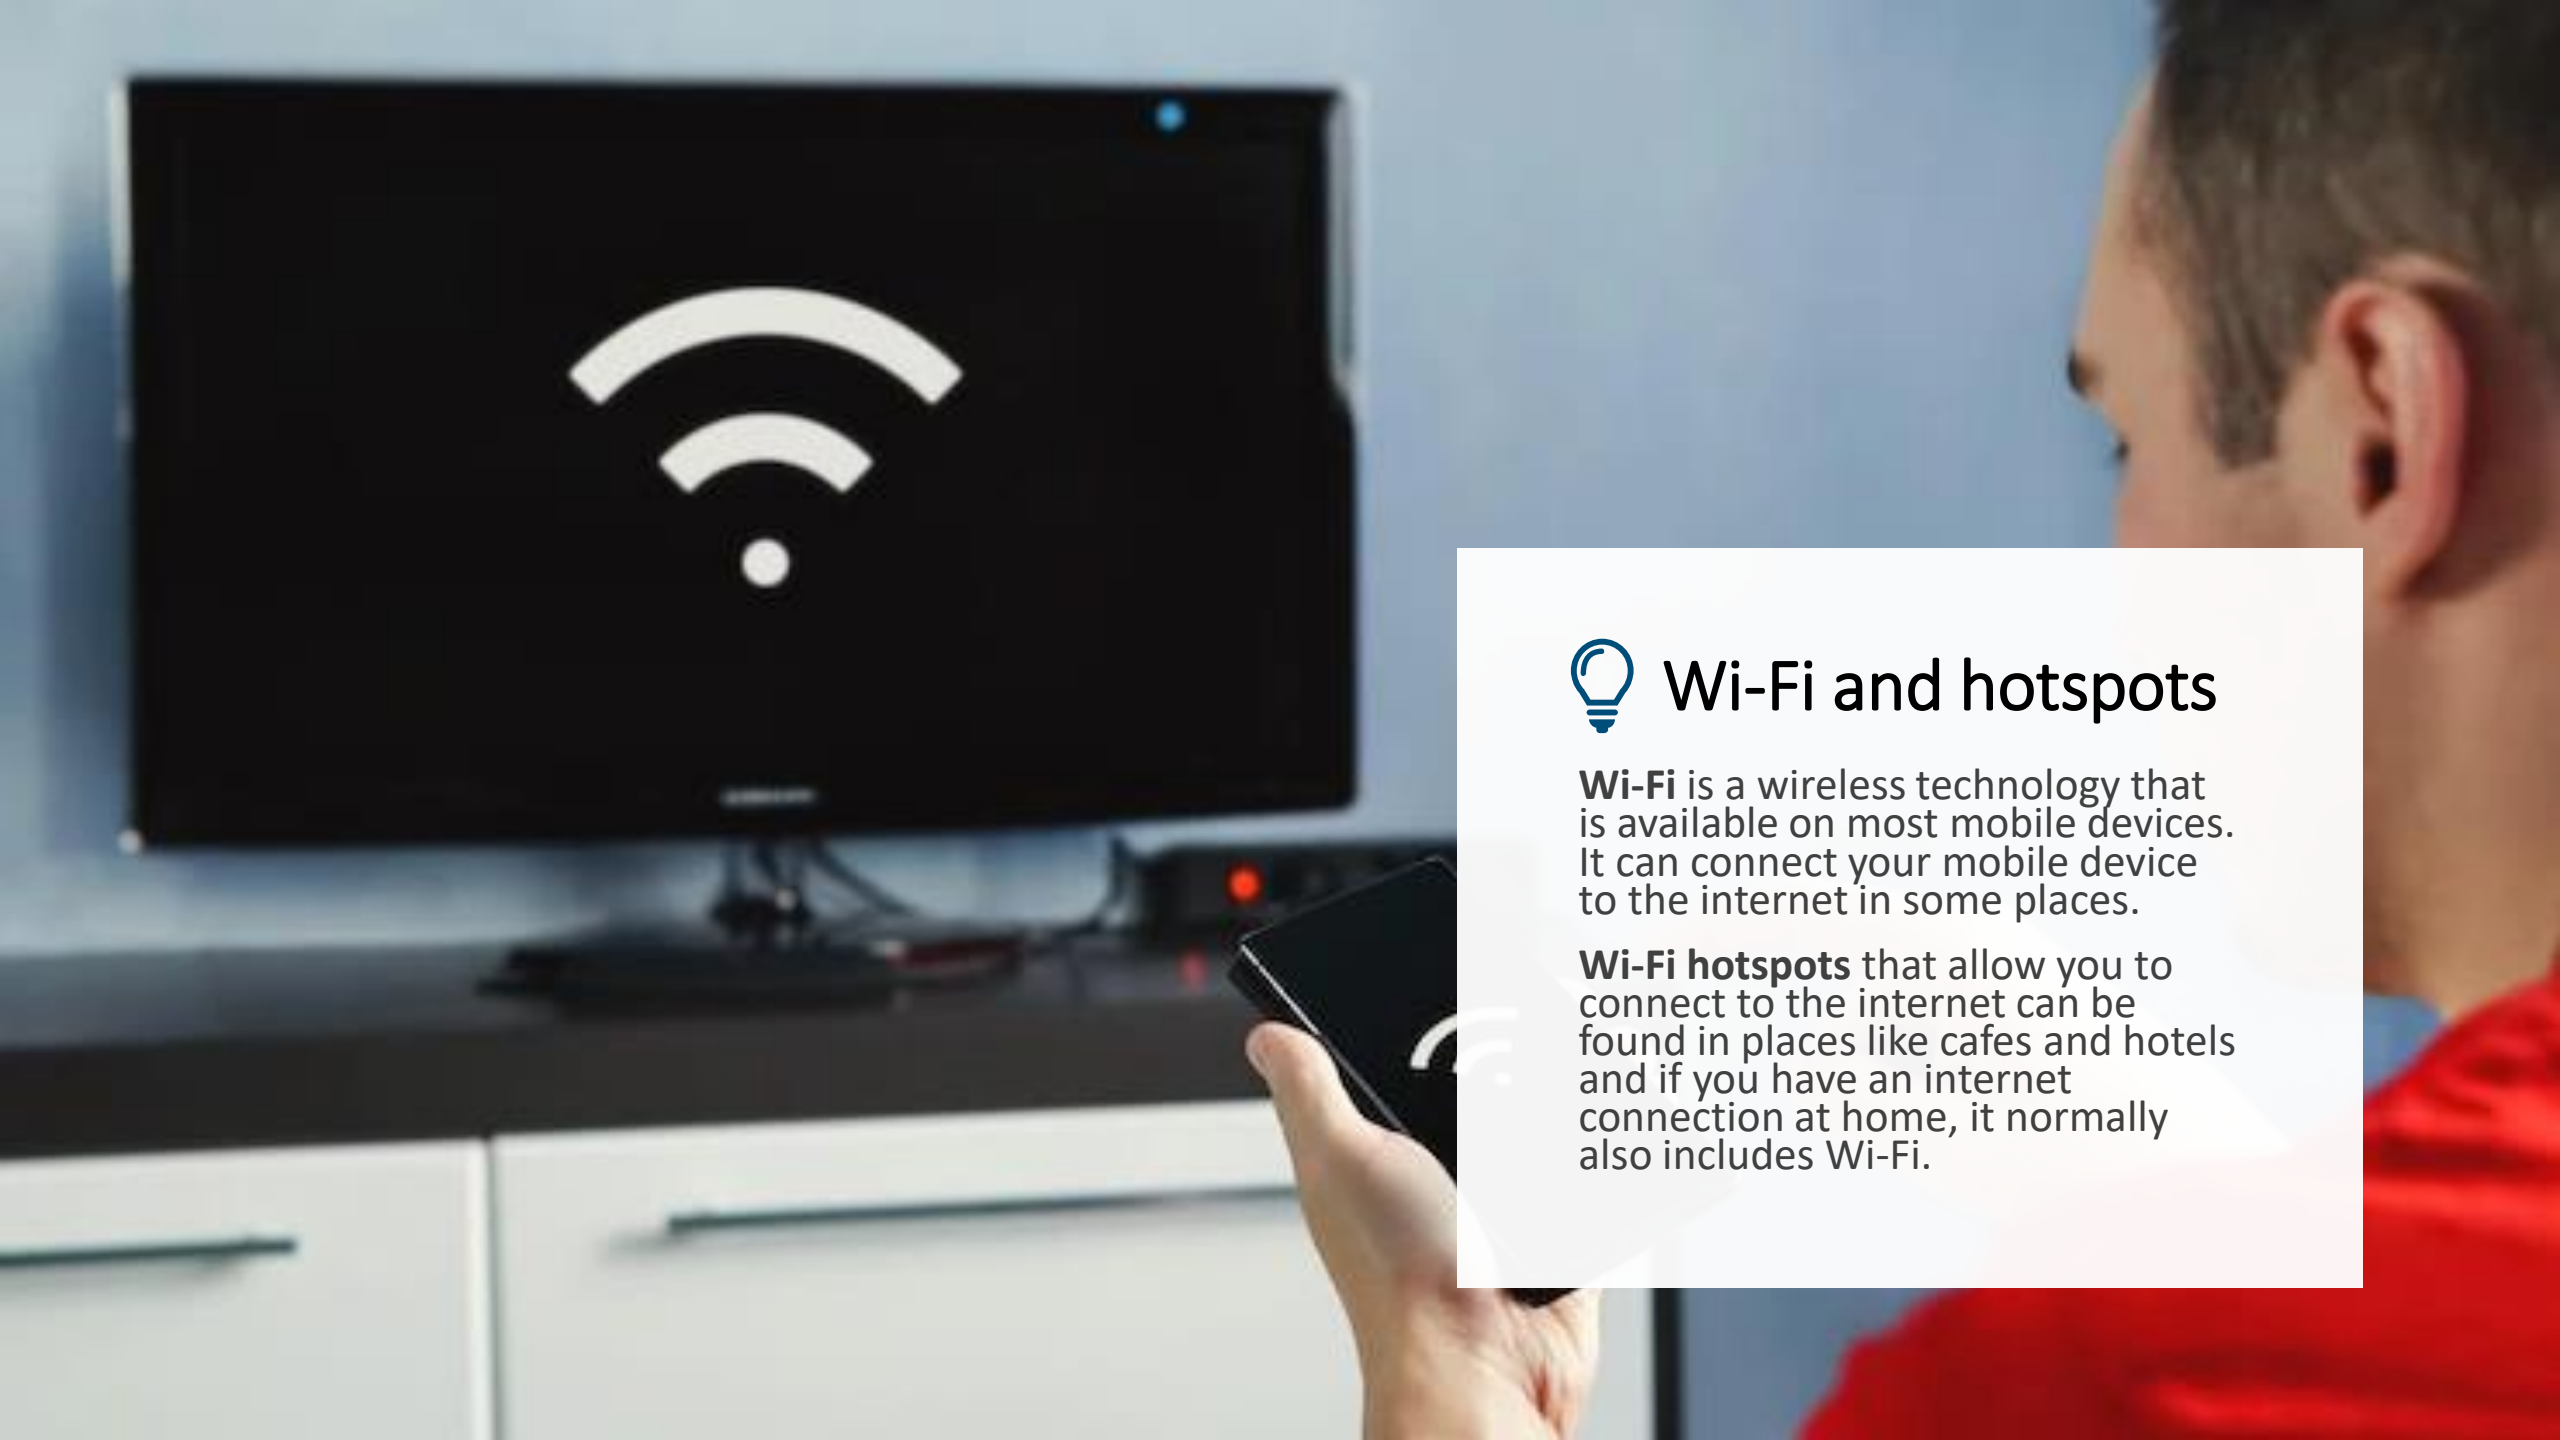 Wi-Fi and hotspots
Wi-Fi is a wireless technology that
is available on most mobile devices.
It can connect your mobile device
to the internet in some places.
Wi-Fi hotspots that allow you to
connect to the internet can be
found in places like cafes and hotels
and if you have an internet
connection at home, it normally
also includes Wi-Fi.